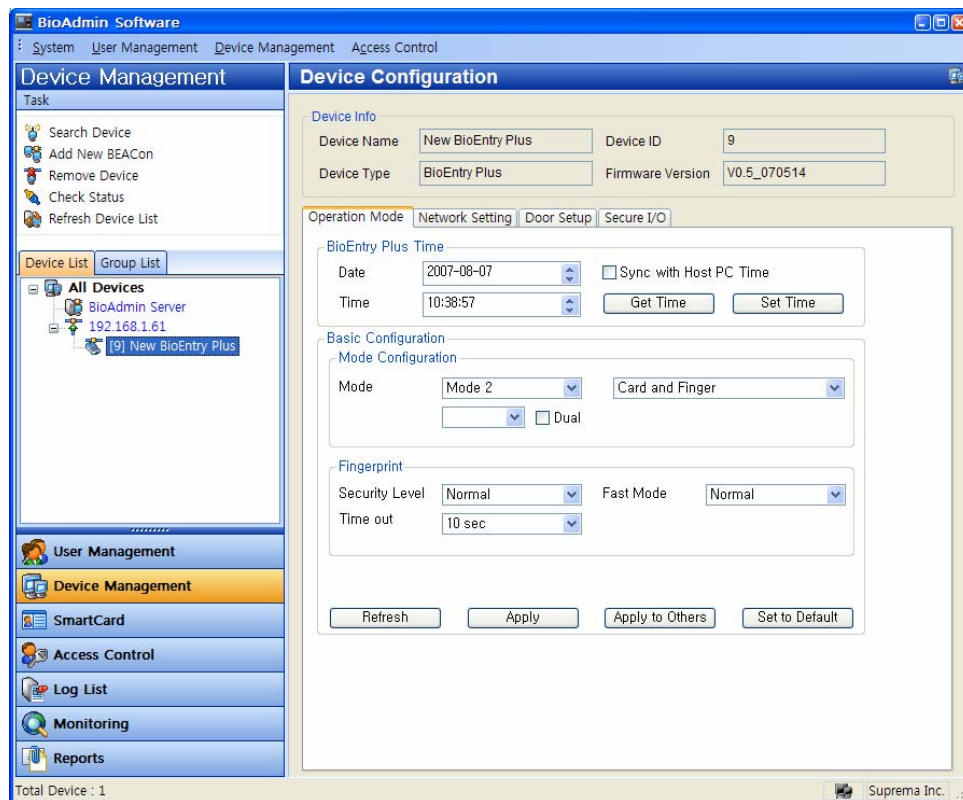 BioAdmin Software
System User Management Device Management Access Control
Device Management
Task
Search Device
Add New BEACon
Remove Device
Check Status
Refresh Device List
Device List Group List
All Devices
BioAdmin Server
192.168.1.61
[9] New BioEntry Plus
User Management
Device Management
SmartCard
Access Control
Log List
Monitoring
Reports
Device Configuration
Device Info
Device Name New BioEntry Plus Device ID 9
Device Type BioEntry Plus Firmware Version V0.5_070514
Operation Mode Network Setting Door Setup Secure I/O
BioEntry Plus Time
Date 2007-08-07 Sync with Host PC Time
Time 10:38:57 Get Time Set Time
Basic Configuration
Mode Configuration
Mode Mode 2 Card and Finger
Dual
Fingerprint
Security Level Normal Fast Mode Normal
Time out 10 sec
Refresh Apply Apply to Others Set to Default
Total Device : 1 Suprema Inc.